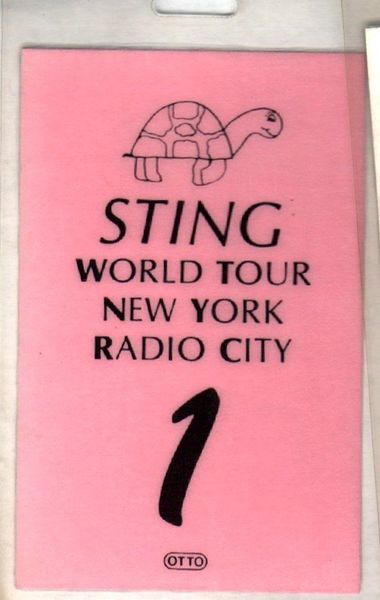 STING
WORLD TOUR
NEW YORK
RADIO CITY
1
OTTO